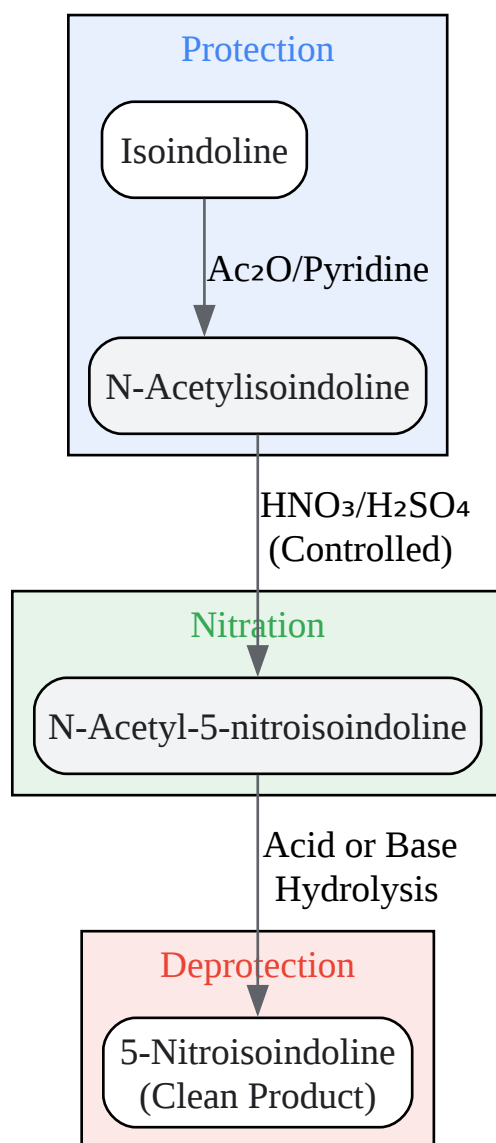 Protection
Isoindoline
Ac₂O/Pyridine
N-Acetylisoindoline
HNO₃/H₂SO₄
(Controlled)
Nitration
N-Acetyl-5-nitroisoindoline
Acid or Base
Hydrolysis
Deprotection
5-Nitroisoindoline
(Clean Product)